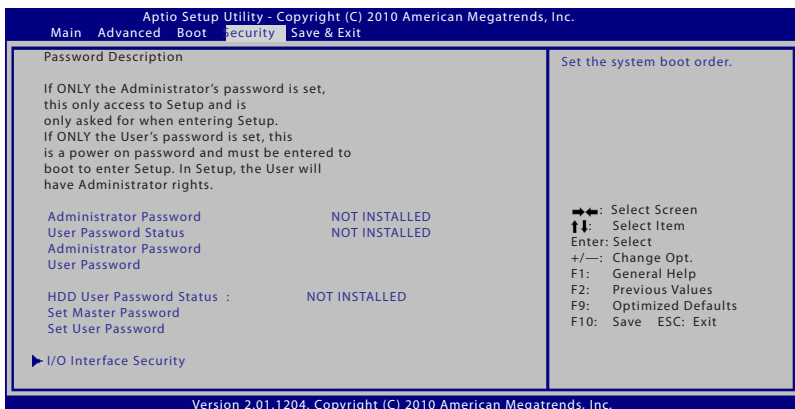 Aptio Setup Utility - Copyright (C) 2010 American Megatrends, Inc.
Main Advanced Boot Security Save & Exit
Password Description
If ONLY the Administrator's password is set,
this only access to Setup and is
only asked for when entering Setup.
If ONLY the User's password is set, this
is a power on password and must be entered to
boot to enter Setup. In Setup, the User will
have Administrator rights.
Administrator Password NOT INSTALLED
User Password Status NOT INSTALLED
Administrator Password
User Password
HDD User Password Status : NOT INSTALLED
Set Master Password
Set User Password
I/O Interface Security
Set the system boot order.
→←: Select Screen
↑↓: Select Item
Enter: Select
+/—: Change Opt.
F1: General Help
F2: Previous Values
F9: Optimized Defaults
F10: Save ESC: Exit
Version 2.01.1204. Copyright (C) 2010 American Megatrends, Inc.